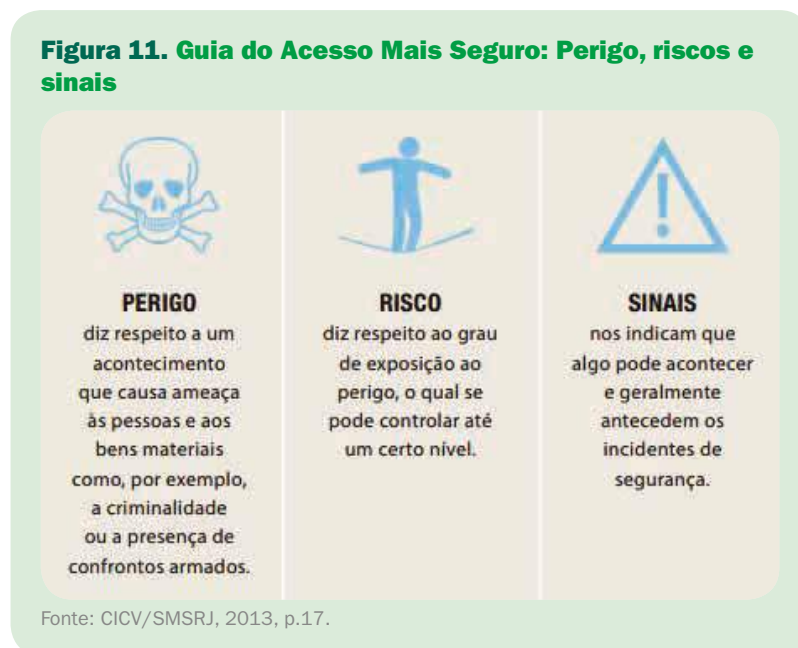 Figura 11. Guia do Acesso Mais Seguro: Perigo, riscos e
sinais
PERIGO
diz respeito a um
acontecimento
que causa ameaça
às pessoas e aos
bens materiais
como, por exemplo,
a criminalidade
ou a presença de
confrontos armados.
RISCO
diz respeito ao grau
de exposição ao
perigo, o qual se
pode controlar até
um certo nível.
SINAIS
nos indicam que
algo pode acontecer
e geralmente
antecedem os
incidentes de
segurança.
Fonte: CICV/SMSRJ, 2013, p.17.